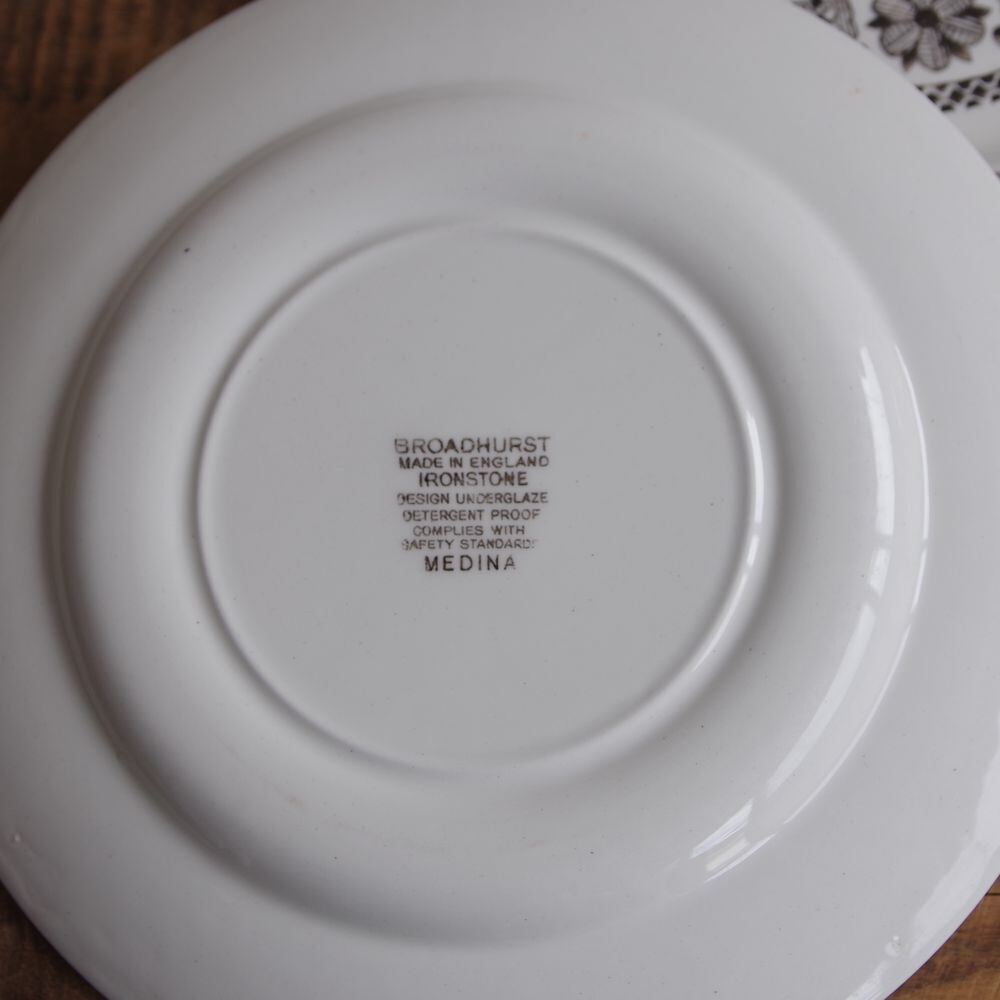 BROADHURST
MADE IN ENGLAND
IRONSTONE
DESIGN UNDERGLAZE
DETERGENT PROOF
COMPLIES WITH
SAFETY STANDARDS
MEDINA